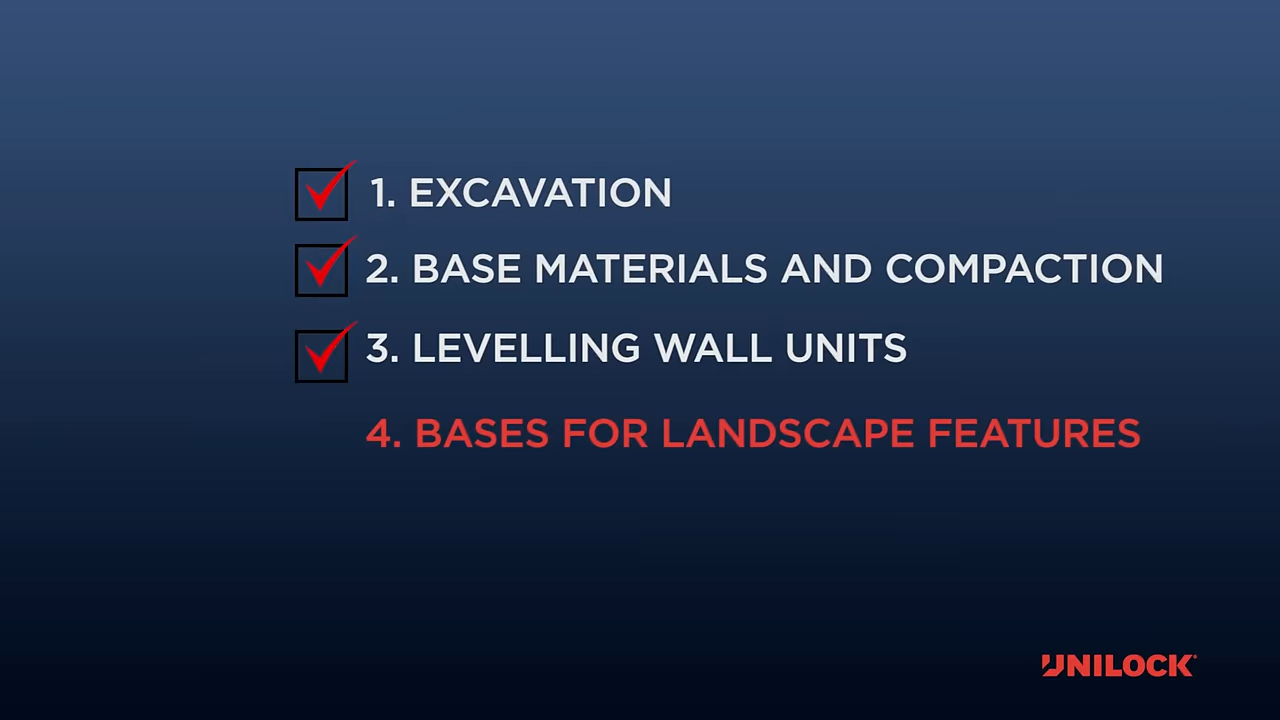 1. EXCAVATION
2. BASE MATERIALS AND COMPACTION
3. LEVELLING WALL UNITS
4. BASES FOR LANDSCAPE FEATURES
UNILOCK®